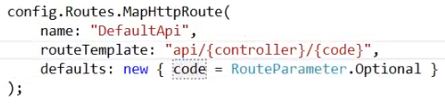 config.Routes.MapHttpRoute(
    name: "DefaultApi",
    routeTemplate: "api/{controller}/{code}",
    defaults: new { code = RouteParameter.Optional }
);